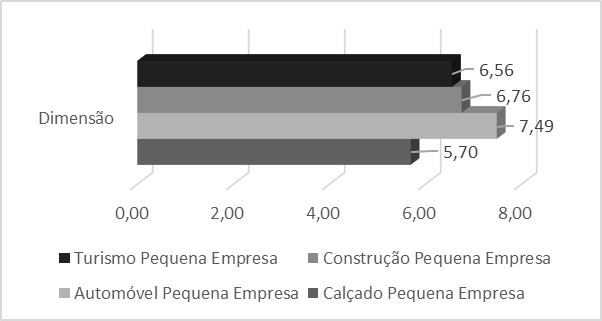 6,56
6,76
Dimensão
7,49
5,70
0,00 2,00 4,00 6,00 8,00
Turismo Pequena Empresa Construção Pequena Empresa
Automóvel Pequena Empresa Calçado Pequena Empresa